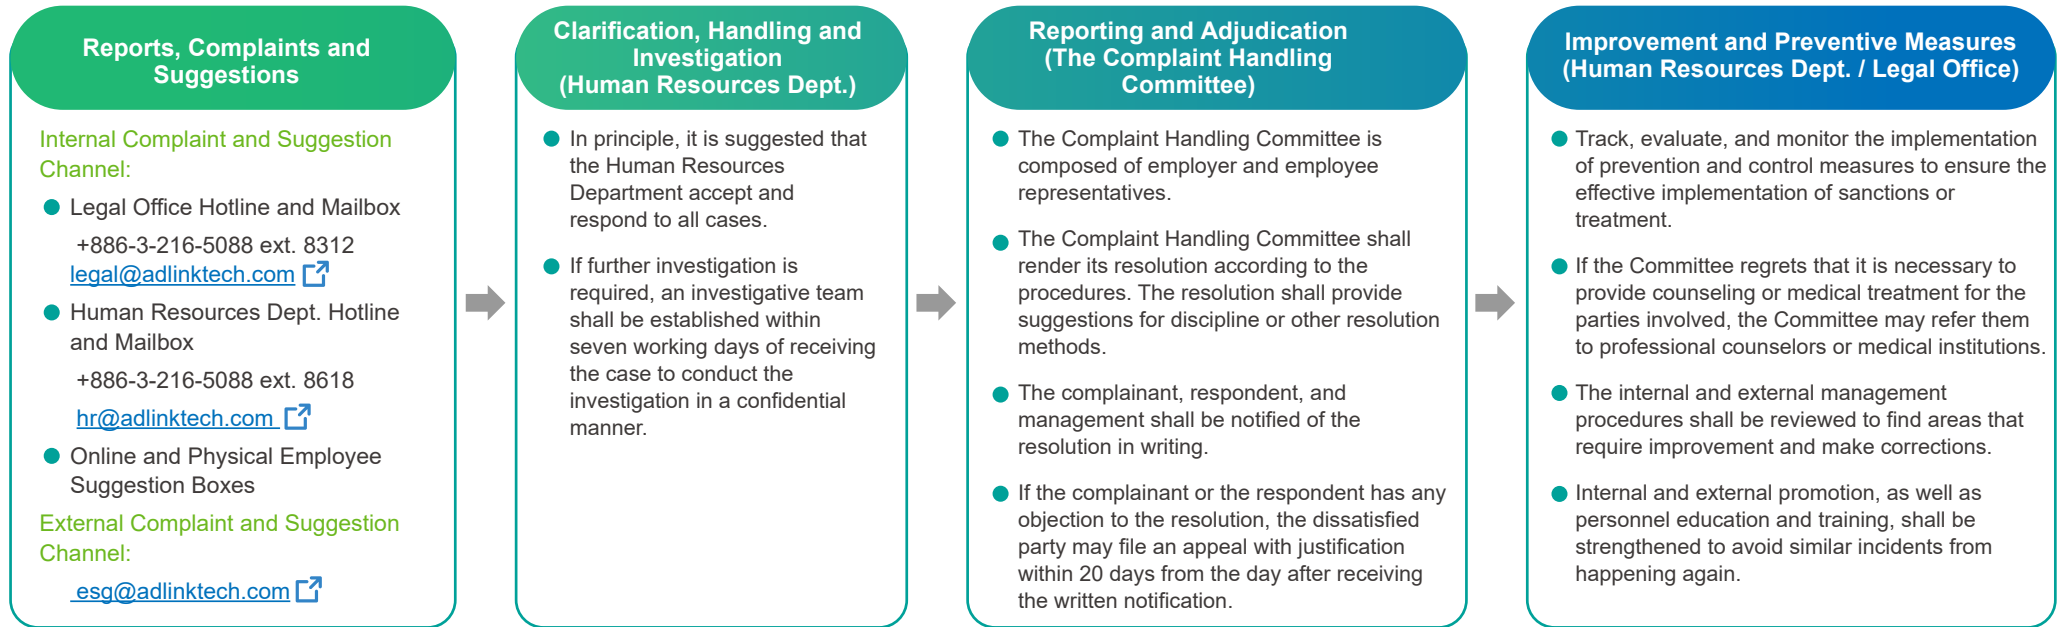 Reports, Complaints and
Suggestions
Internal Complaint and Suggestion
Channel:
Legal Office Hotline and Mailbox
+886-3-216-5088 ext. 8312
legal@adlinktech.com
Human Resources Dept. Hotline
and Mailbox
+886-3-216-5088 ext. 8618
hr@adlinktech.com
Online and Physical Employee
Suggestion Boxes
External Complaint and Suggestion
Channel:
esg@adlinktech.com
Clarification, Handling and
Investigation
(Human Resources Dept.)
In principle, it is suggested that
the Human Resources
Department accept and
respond to all cases.
If further investigation is
required, an investigative team
shall be established within
seven working days of receiving
the case to conduct the
investigation in a confidential
manner.
Reporting and Adjudication
(The Complaint Handling
Committee)
The Complaint Handling Committee is
composed of employer and employee
representatives.
The Complaint Handling Committee shall
render its resolution according to the
procedures. The resolution shall provide
suggestions for discipline or other resolution
methods.
The complainant, respondent, and
management shall be notified of the
resolution in writing.
If the complainant or the respondent has any
objection to the resolution, the dissatisfied
party may file an appeal with justification
within 20 days from the day after receiving
the written notification.
Improvement and Preventive Measures
(Human Resources Dept. / Legal Office)
Track, evaluate, and monitor the implementation
of prevention and control measures to ensure the
effective implementation of sanctions or
treatment.
If the Committee regrets that it is necessary to
provide counseling or medical treatment for the
parties involved, the Committee may refer them
to professional counselors or medical institutions.
The internal and external management
procedures shall be reviewed to find areas that
require improvement and make corrections.
Internal and external promotion, as well as
personnel education and training, shall be
strengthened to avoid similar incidents from
happening again.